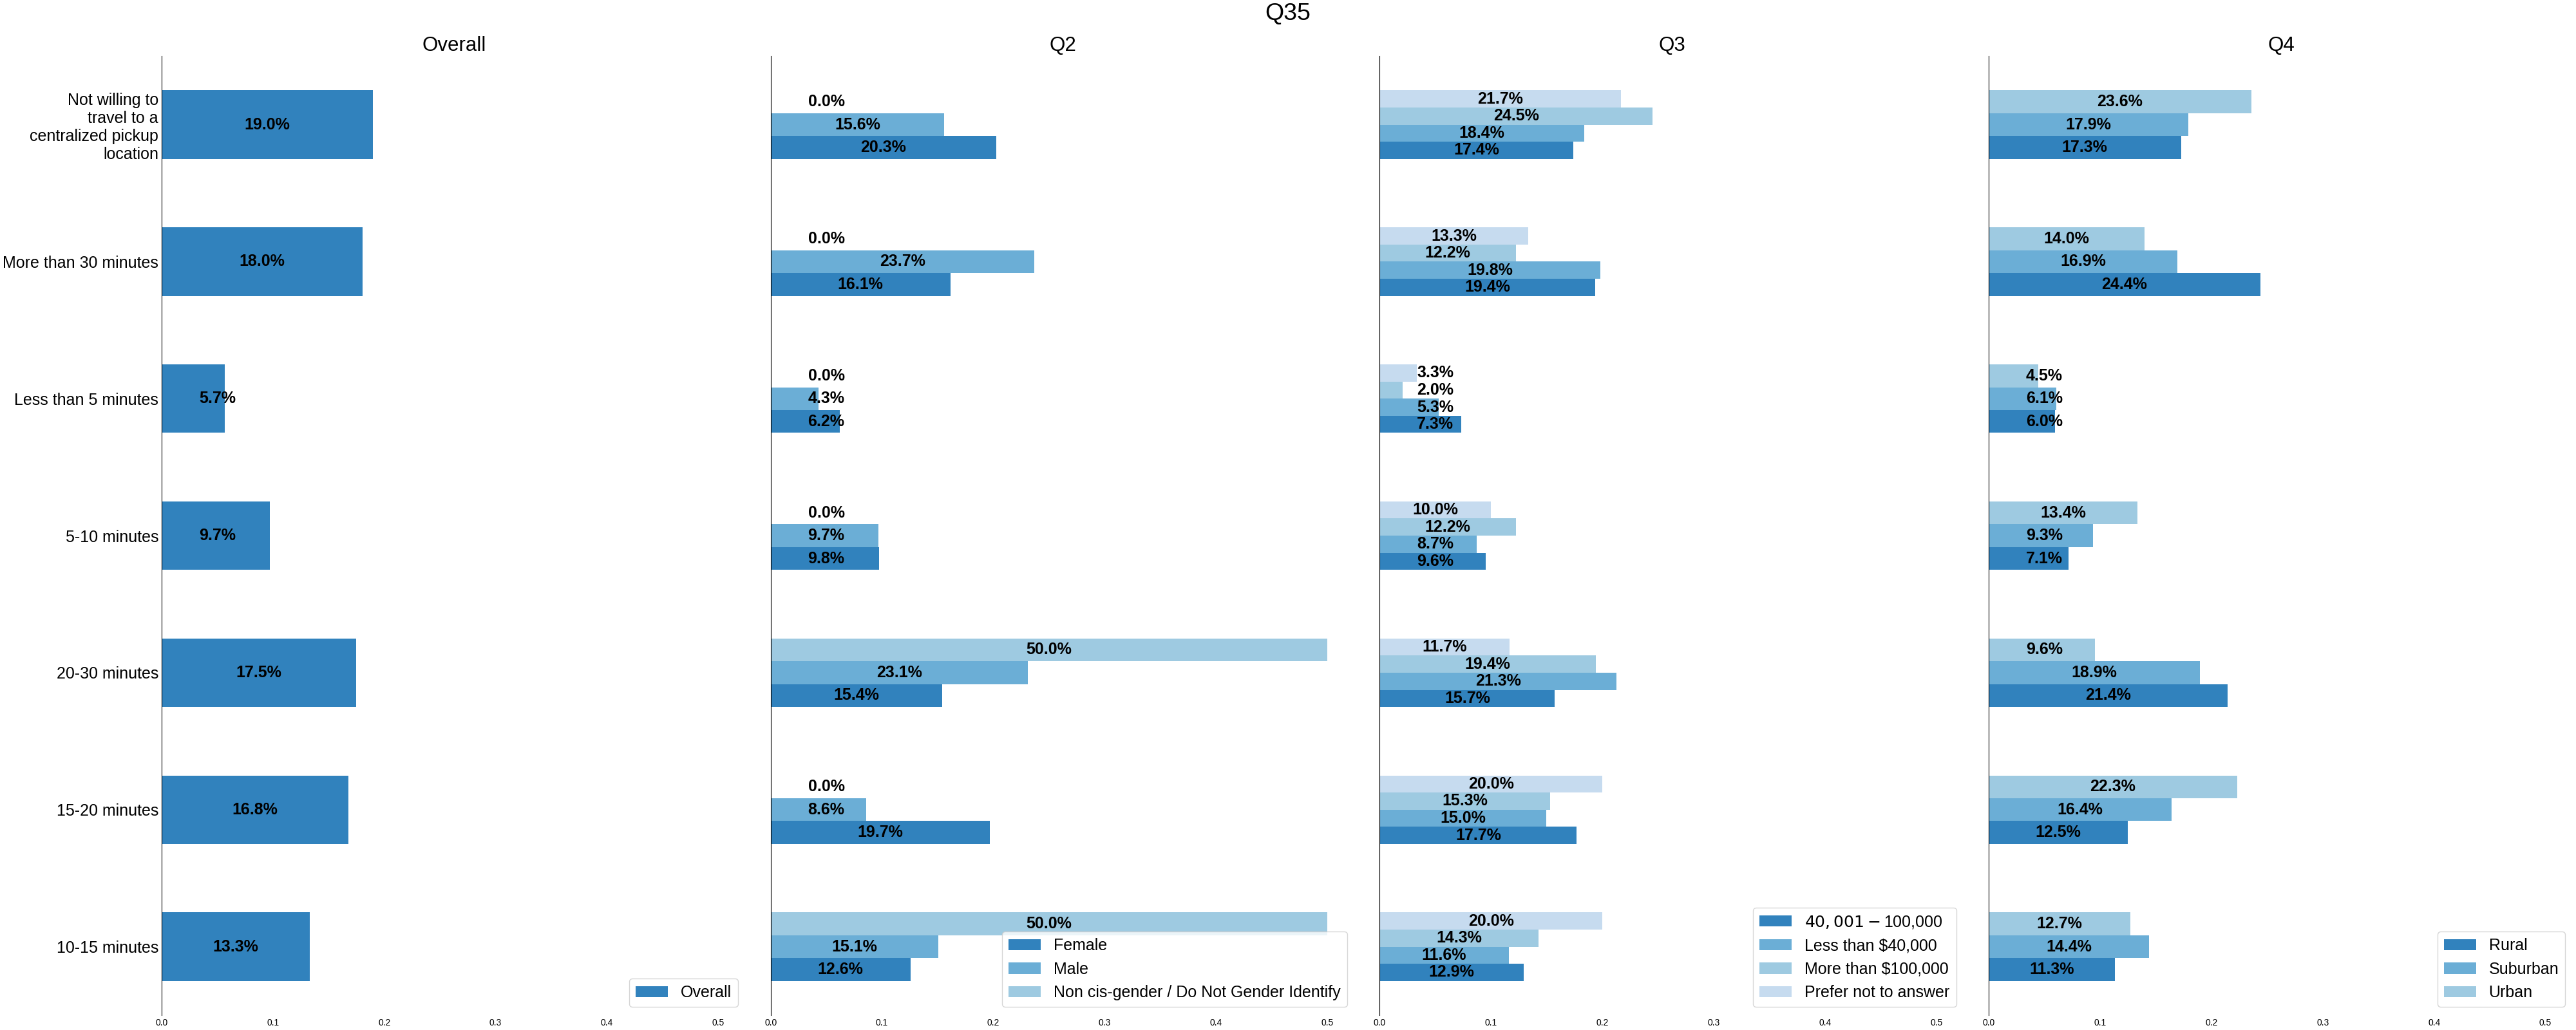 Q35
Overall
Not willing to
travel to a
centralized pickup
location
More than 30 minutes
Less than 5 minutes
5-10 minutes
20-30 minutes
15-20 minutes
10-15 minutes
19.0%
18.0%
5.7%
9.7%
17.5%
16.8%
13.3%
Overall
0.0 0.1 0.2 0.3 0.4 0.5
Q2
0.0%
15.6%
20.3%
0.0%
23.7%
16.1%
0.0%
4.3%
6.2%
0.0%
9.7%
9.8%
50.0%
23.1%
15.4%
0.0%
8.6%
19.7%
50.0%
15.1%
12.6%
Female
Male
Non cis-gender / Do Not Gender Identify
0.0 0.1 0.2 0.3 0.4 0.5
Q3
21.7%
24.5%
18.4%
17.4%
13.3%
12.2%
19.8%
19.4%
3.3%
2.0%
5.3%
7.3%
10.0%
12.2%
8.7%
9.6%
11.7%
19.4%
21.3%
15.7%
20.0%
15.3%
15.0%
17.7%
20.0%
14.3%
11.6%
12.9%
40,001 − 100,000
Less than $40,000
More than $100,000
Prefer not to answer
0.0 0.1 0.2 0.3 0.4 0.5
Q4
23.6%
17.9%
17.3%
14.0%
16.9%
24.4%
4.5%
6.1%
6.0%
13.4%
9.3%
7.1%
9.6%
18.9%
21.4%
22.3%
16.4%
12.5%
12.7%
14.4%
11.3%
Rural
Suburban
Urban
0.0 0.1 0.2 0.3 0.4 0.5